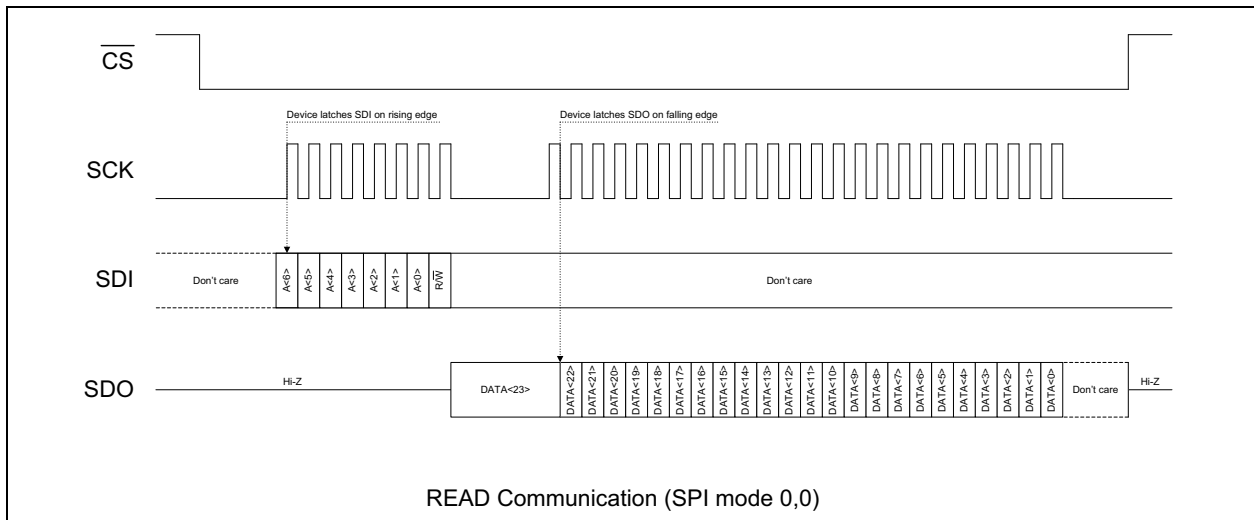 CS
Device latches SDI on rising edge
Device latches SDO on falling edge
SCK
SDI
Don't care
A<6>
A<5>
A<4>
A<3>
A<2>
A<1>
A<0>
R/W
Don't care
SDO
Hi-Z
DATA<23>
DATA<22>
DATA<21>
DATA<20>
DATA<19>
DATA<18>
DATA<17>
DATA<16>
DATA<15>
DATA<14>
DATA<13>
DATA<12>
DATA<11>
DATA<10>
DATA<9>
DATA<8>
DATA<7>
DATA<6>
DATA<5>
DATA<4>
DATA<3>
DATA<2>
DATA<1>
DATA<0>
Don't care
Hi-Z
READ Communication (SPI mode 0,0)